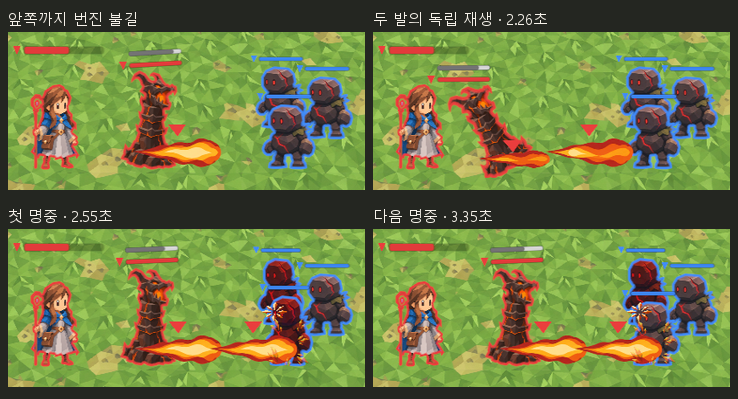 앞쪽까지 번진 불길
두 발의 독립 재생 · 2.26초
첫 명중 · 2.55초
다음 명중 · 3.35초